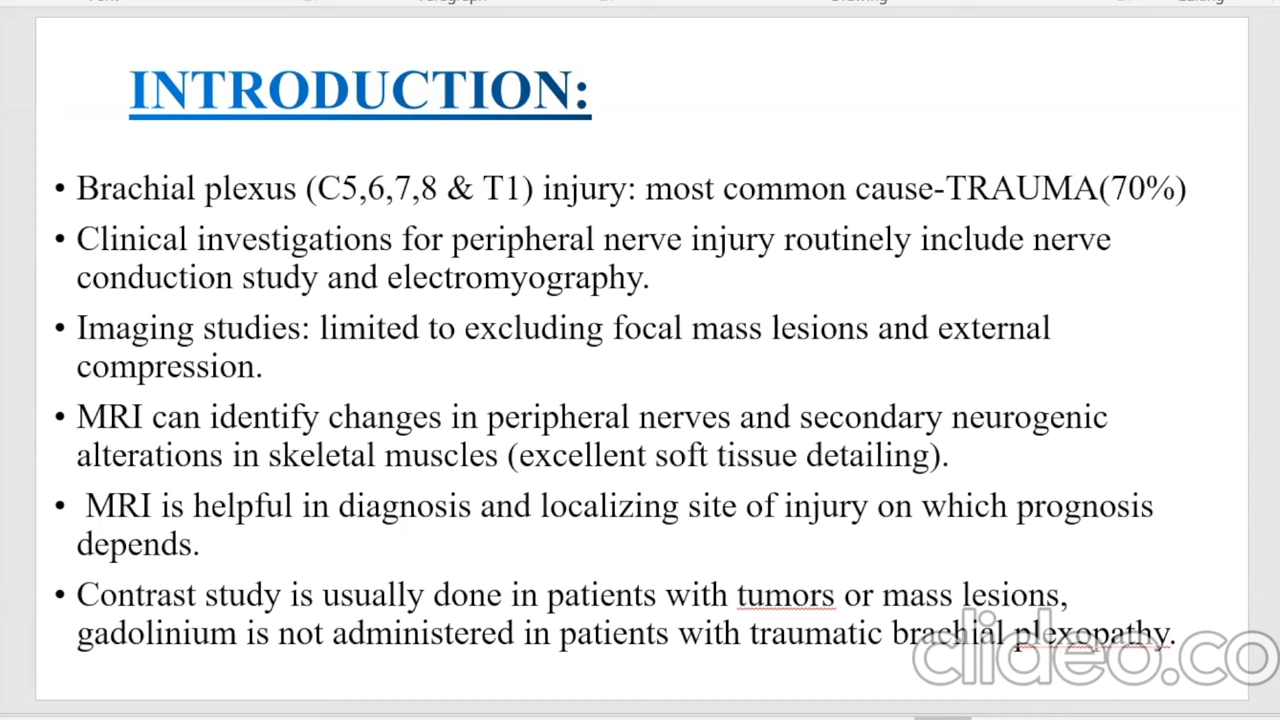 INTRODUCTION:
• Brachial plexus (C5,6,7,8 & T1) injury: most common cause-TRAUMA(70%)
• Clinical investigations for peripheral nerve injury routinely include nerve
conduction study and electromyography.
• Imaging studies: limited to excluding focal mass lesions and external
compression.
• MRI can identify changes in peripheral nerves and secondary neurogenic
alterations in skeletal muscles (excellent soft tissue detailing).
• MRI is helpful in diagnosis and localizing site of injury on which prognosis
depends.
• Contrast study is usually done in patients with tumors or mass lesions,
gadolinium is not administered in patients with traumatic brachial plexopathy.
clideo.co